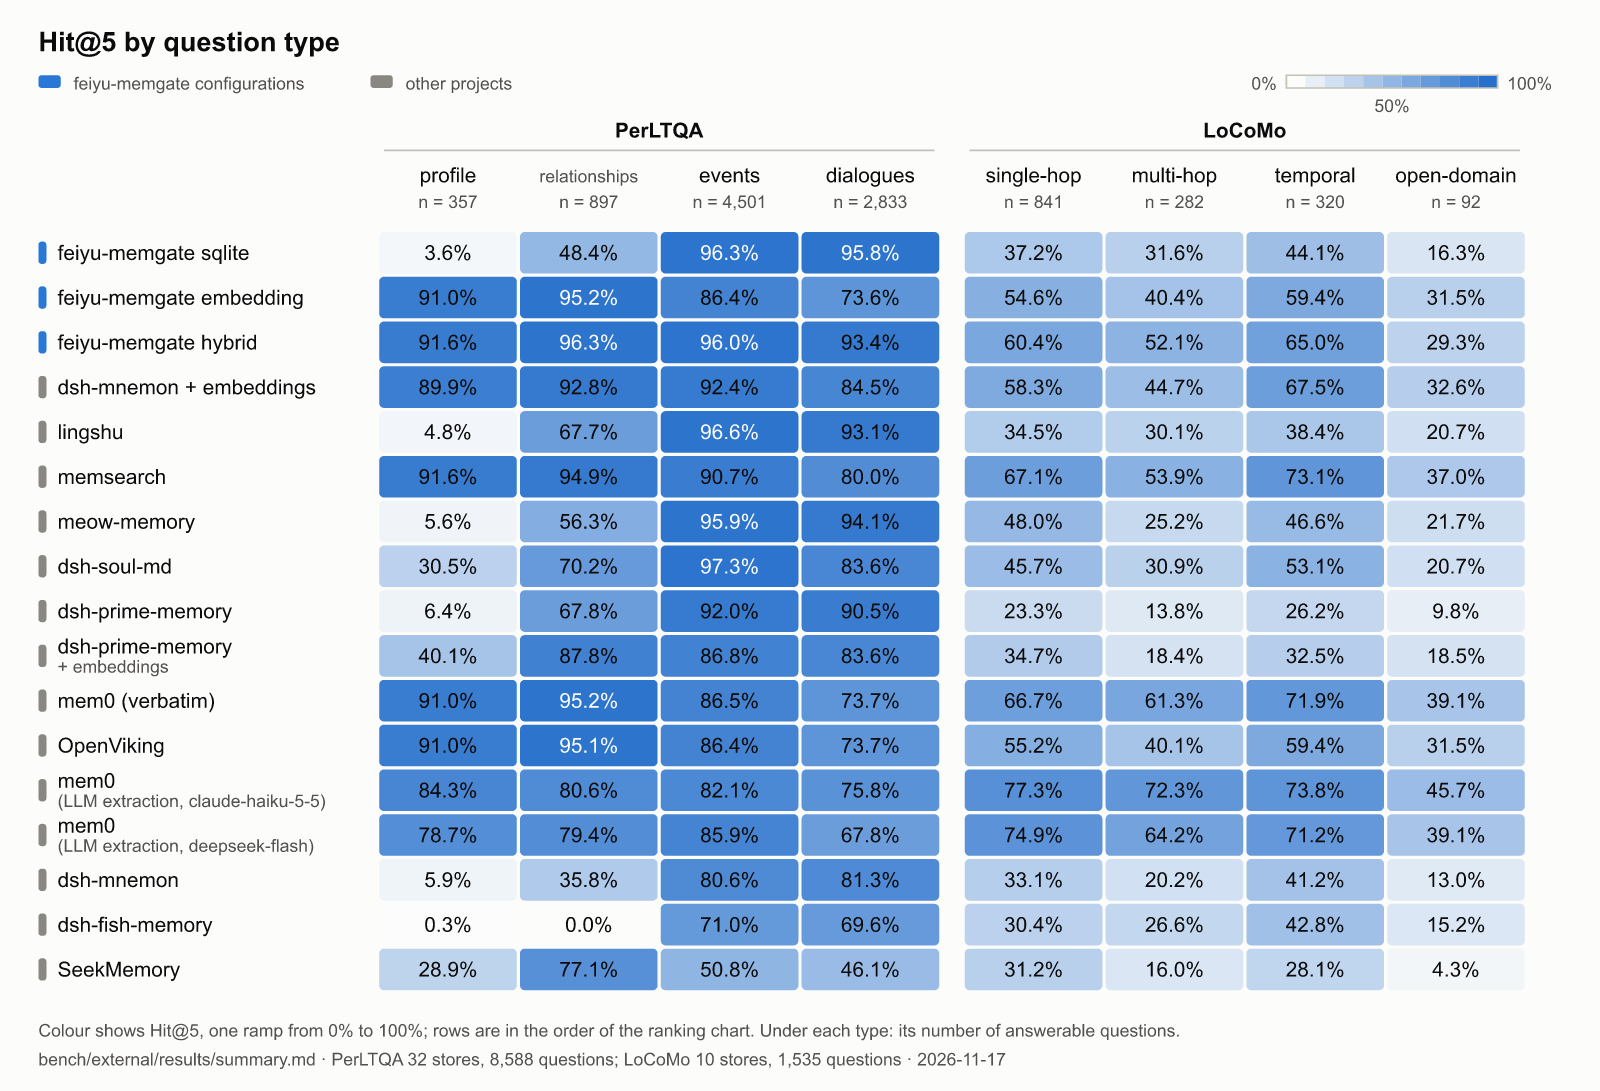 Hit@5 by question type
feiyu-memgate configurations other projects 0% 100%
50%
PerLTQA LoCoMo
profile relationships events dialogues single-hop multi-hop temporal open-domain
n = 357 n = 897 n = 4,501 n = 2,833 n = 841 n = 282 n = 320 n = 92
feiyu-memgate sqlite 3.6% 48.4% 96.3% 95.8% 37.2% 31.6% 44.1% 16.3%
feiyu-memgate embedding 91.0% 95.2% 86.4% 73.6% 54.6% 40.4% 59.4% 31.5%
feiyu-memgate hybrid 91.6% 96.3% 96.0% 93.4% 60.4% 52.1% 65.0% 29.3%
dsh-mnemon + embeddings 89.9% 92.8% 92.4% 84.5% 58.3% 44.7% 67.5% 32.6%
lingshu 4.8% 67.7% 96.6% 93.1% 34.5% 30.1% 38.4% 20.7%
memsearch 91.6% 94.9% 90.7% 80.0% 67.1% 53.9% 73.1% 37.0%
meow-memory 5.6% 56.3% 95.9% 94.1% 48.0% 25.2% 46.6% 21.7%
dsh-soul-md 30.5% 70.2% 97.3% 83.6% 45.7% 30.9% 53.1% 20.7%
dsh-prime-memory 6.4% 67.8% 92.0% 90.5% 23.3% 13.8% 26.2% 9.8%
dsh-prime-memory
+ embeddings 40.1% 87.8% 86.8% 83.6% 34.7% 18.4% 32.5% 18.5%
mem0 (verbatim) 91.0% 95.2% 86.5% 73.7% 66.7% 61.3% 71.9% 39.1%
OpenViking 91.0% 95.1% 86.4% 73.7% 55.2% 40.1% 59.4% 31.5%
mem0
(LLM extraction, claude-haiku-5-5) 84.3% 80.6% 82.1% 75.8% 77.3% 72.3% 73.8% 45.7%
mem0
(LLM extraction, deepseek-flash) 78.7% 79.4% 85.9% 67.8% 74.9% 64.2% 71.2% 39.1%
dsh-mnemon 5.9% 35.8% 80.6% 81.3% 33.1% 20.2% 41.2% 13.0%
dsh-fish-memory 0.3% 0.0% 71.0% 69.6% 30.4% 26.6% 42.8% 15.2%
SeekMemory 28.9% 77.1% 50.8% 46.1% 31.2% 16.0% 28.1% 4.3%
Colour shows Hit@5, one ramp from 0% to 100%; rows are in the order of the ranking chart. Under each type: its number of answerable questions.
bench/external/results/summary.md · PerLTQA 32 stores, 8,588 questions; LoCoMo 10 stores, 1,535 questions · 2026-11-17